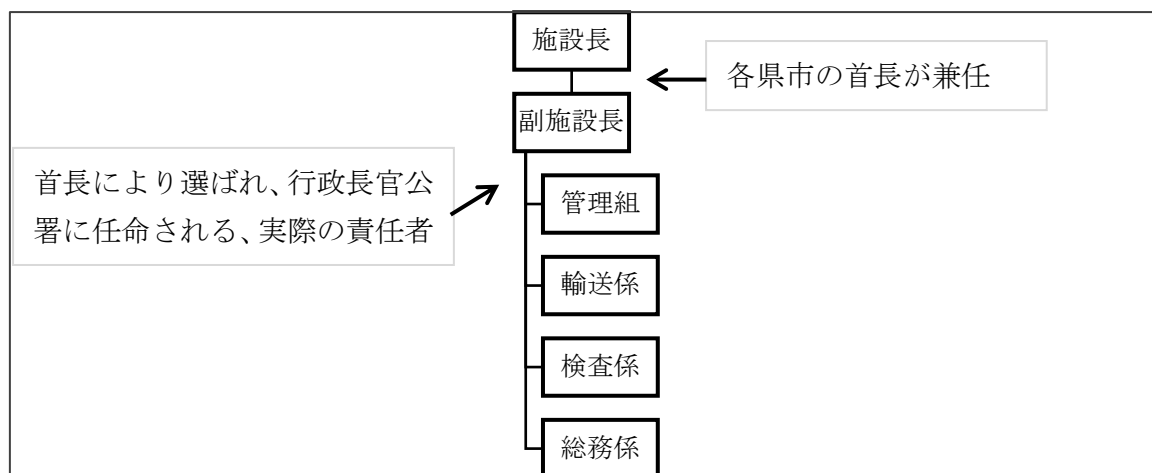 施設長
各県市の首長が兼任
副施設長
首長により選ばれ、行政長官公
署に任命される、実際の責任者
管理組
輸送係
検査係
総務係